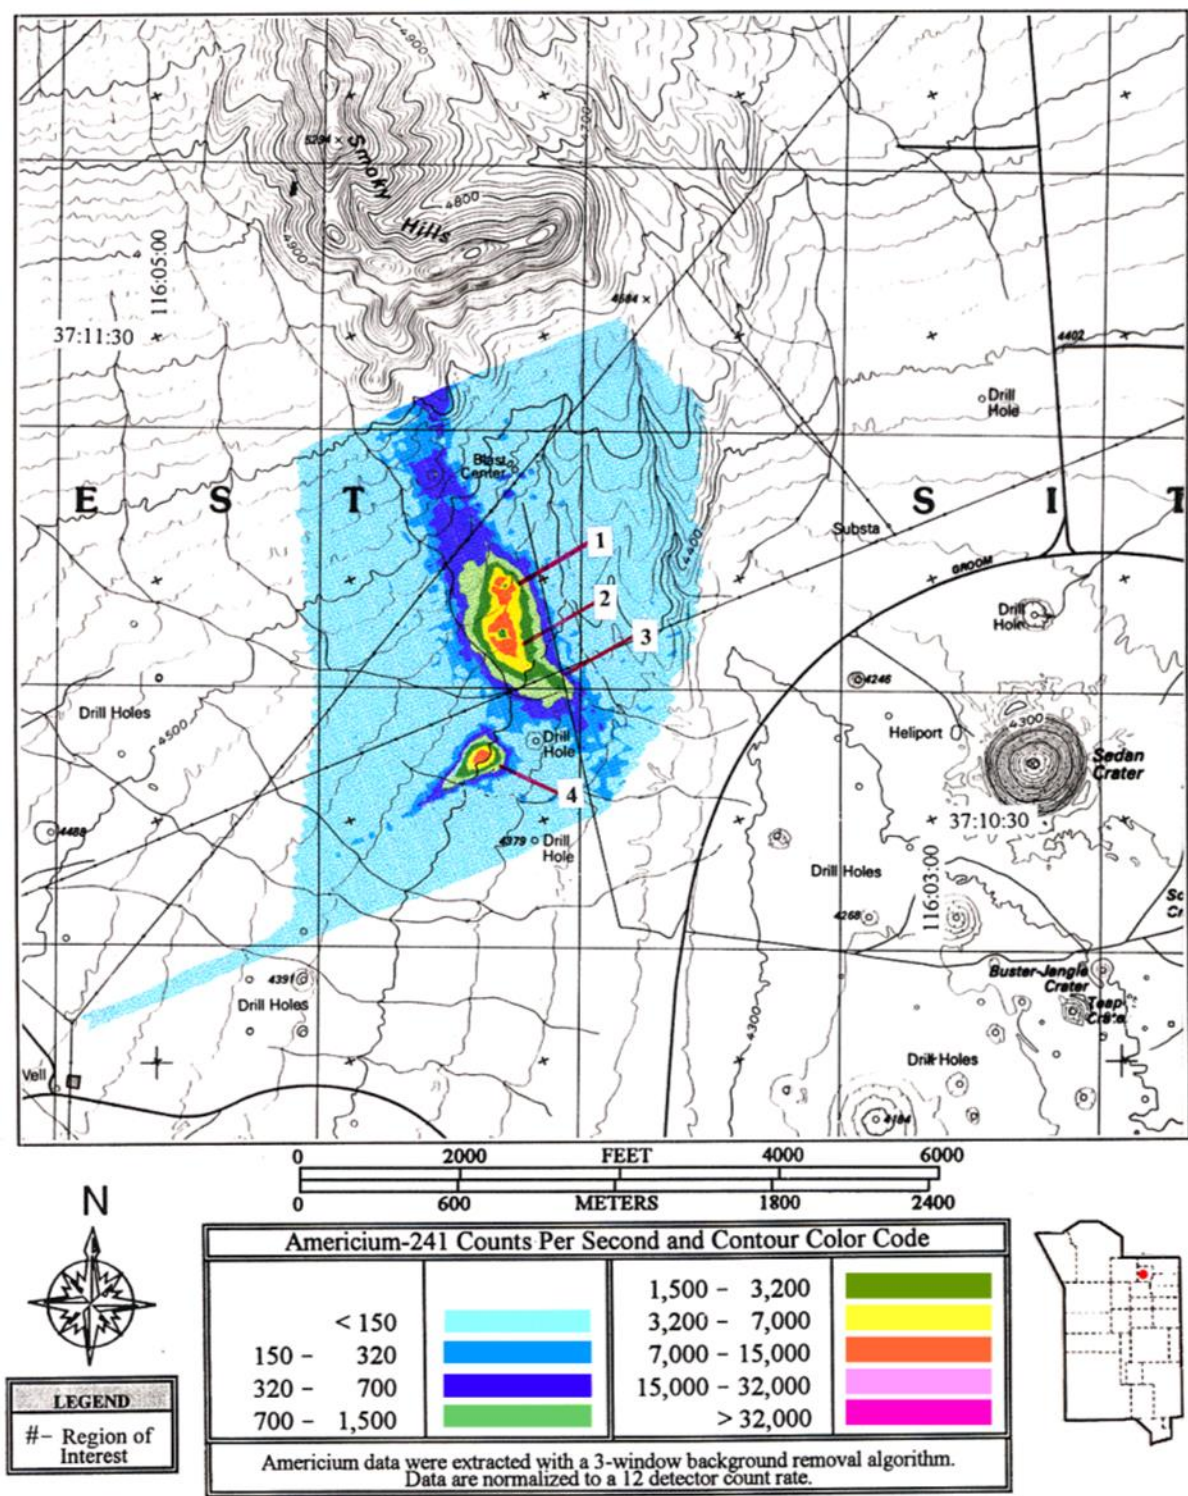 4900
4700
5294
Smoky
Hills
4800
4900
116:05:00
4584
37:11:30
4402
Drill
Hole
Blast
Center
E S T S I T
Substa
4400
1
GROOM
2
Drill
Hole
3
4246
Drill Holes
4500
Heliport
4300
Sedan
Crater
Drill
Hole
4
37:10:30
4488
4379
Drill
Hole
Drill Holes
116:03:00
4268
4391
Drill Holes
Buster-Jangle
Crater
4300
Drill Holes
4184
0 2000 FEET 4000 6000
0 600 METERS 1800 2400
N
LEGEND
#– Region of
Interest
Americium-241 Counts Per Second and Contour Color Code
< 150
150 – 320
320 – 700
700 – 1,500
1,500 – 3,200
3,200 – 7,000
7,000 – 15,000
15,000 – 32,000
> 32,000
Americium data were extracted with a 3-window background removal algorithm.
Data are normalized to a 12 detector count rate.